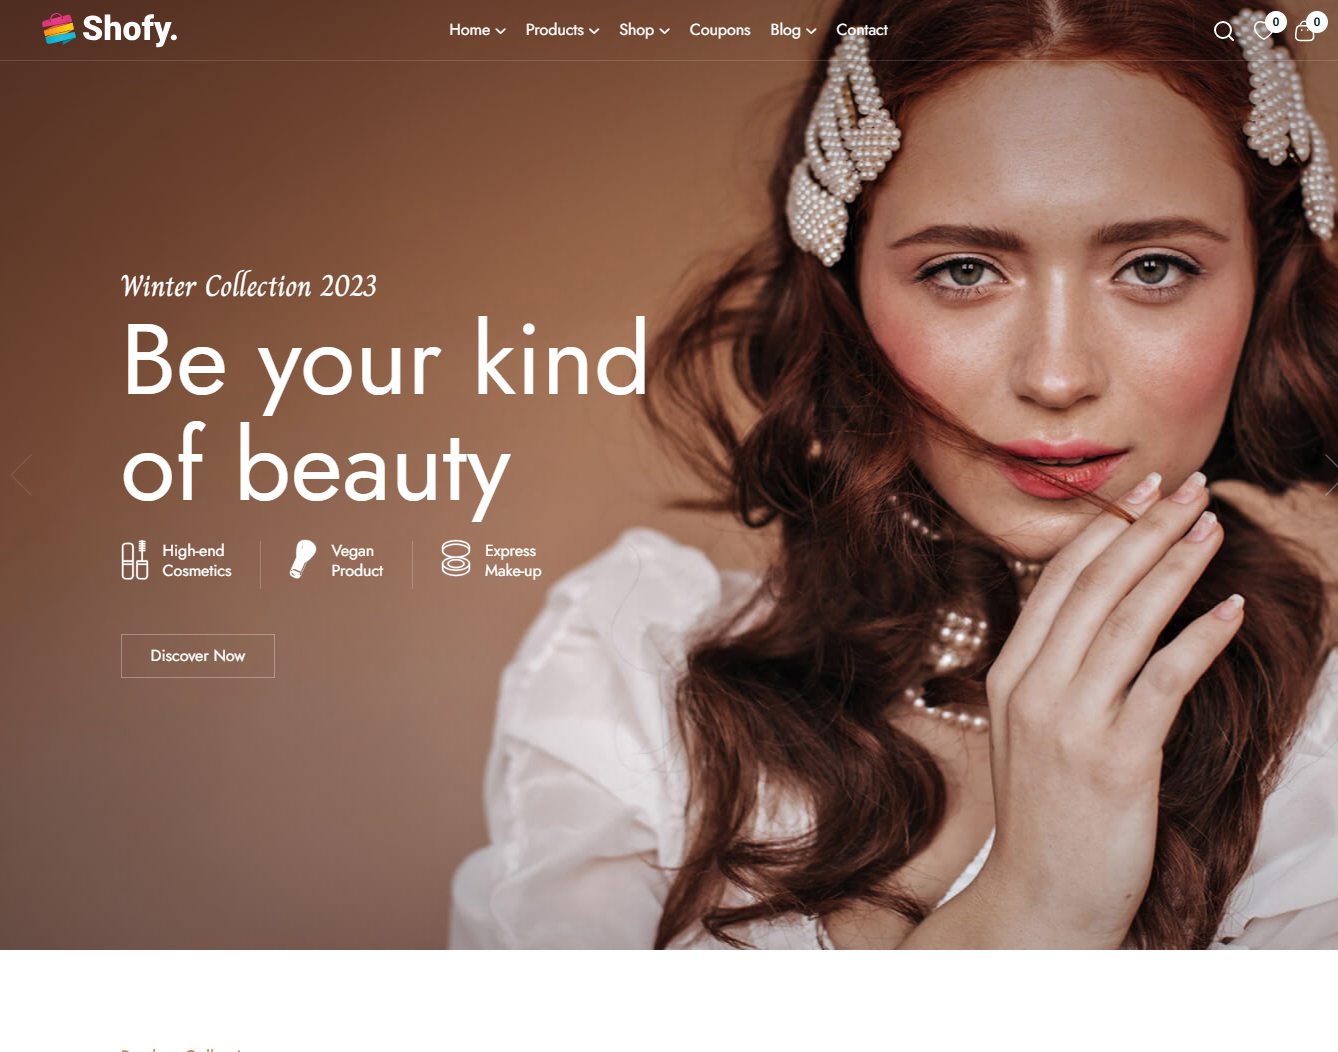 Shofy.
Home Products Shop Coupons Blog Contact
0 0
Winter Collection 2023
Be your kind
of beauty
High-end
Cosmetics
Vegan
Product
Express
Make-up
Discover Now